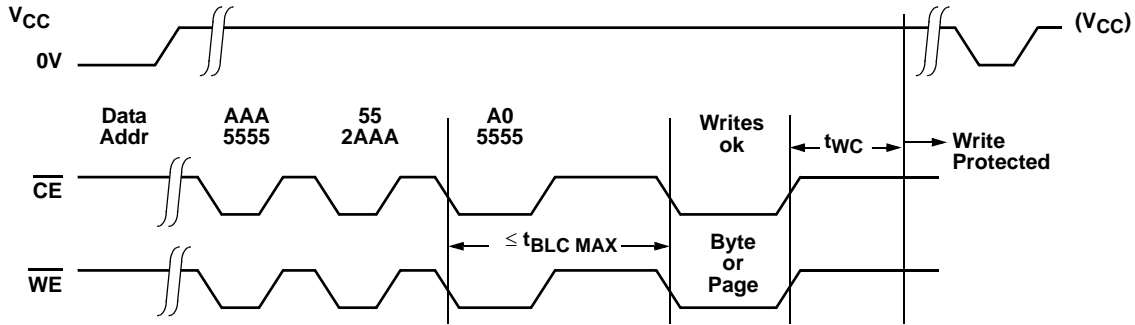 VCC
(VCC)
0V
Data
Addr
AAA
5555
55
2AAA
A0
5555
Writes
ok
tWC
Write
Protected
CE
≤ tBLC MAX
Byte
or
Page
WE